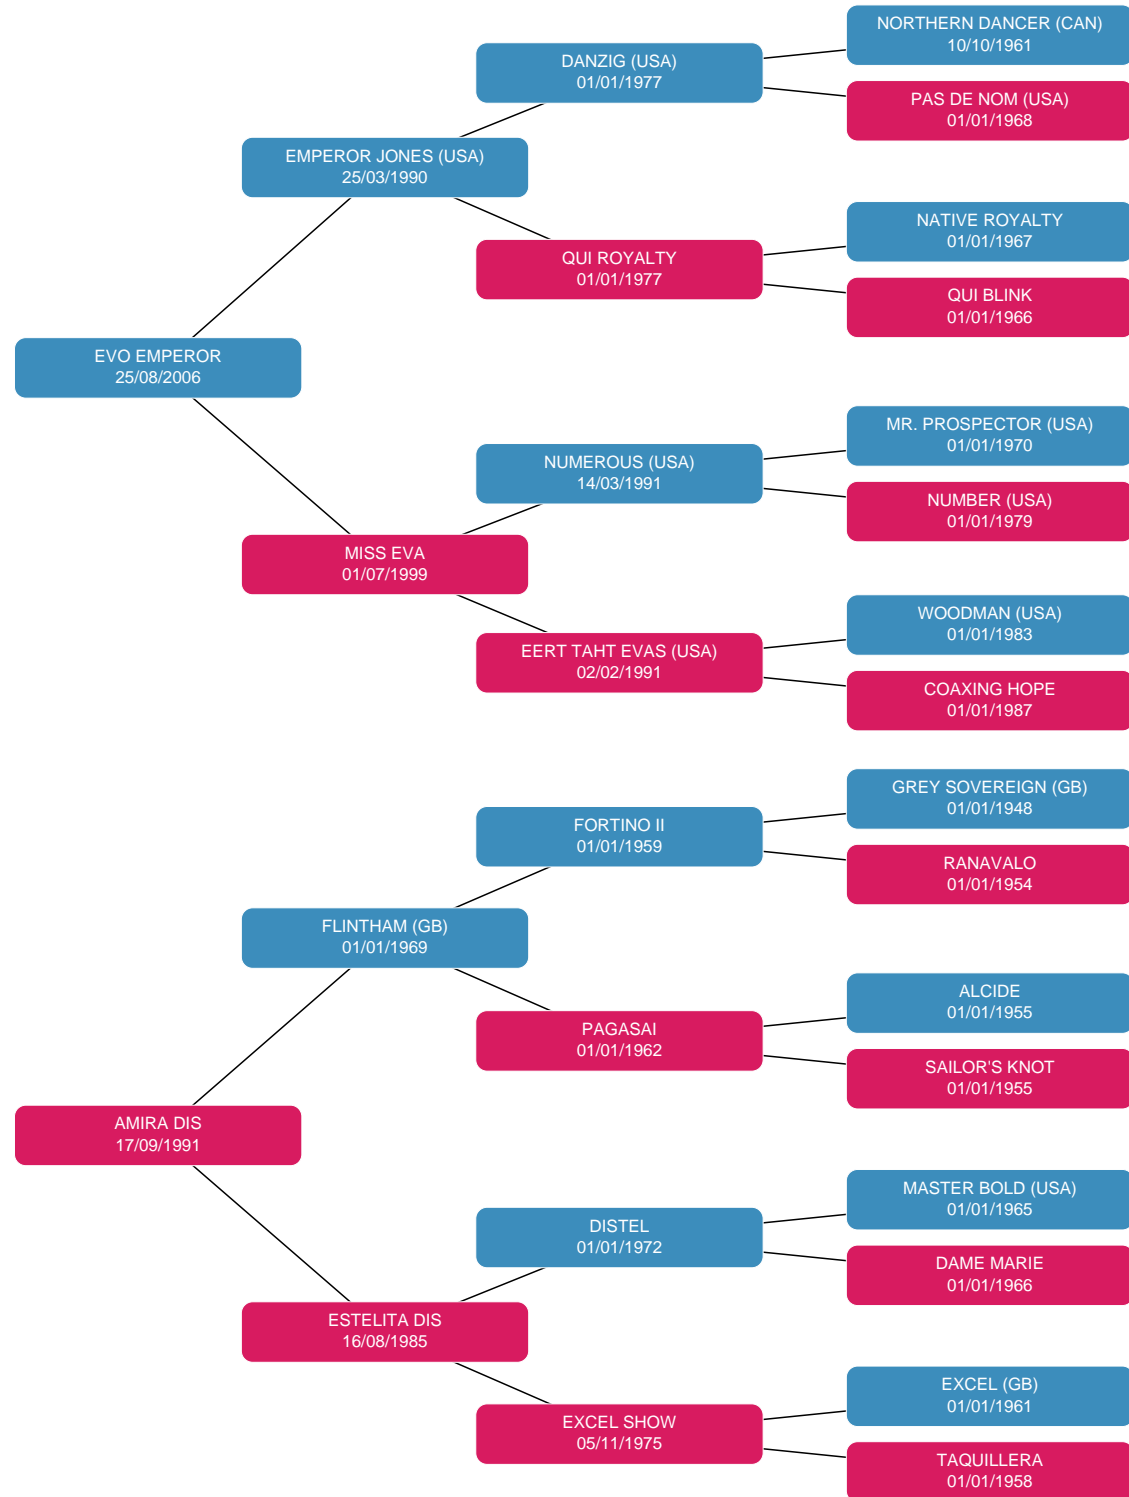 NORTHERN DANCER (CAN)
10/10/1961
DANZIG (USA)
01/01/1977
PAS DE NOM (USA)
01/01/1968
EMPEROR JONES (USA)
25/03/1990
NATIVE ROYALTY
01/01/1967
QUI ROYALTY
01/01/1977
QUI BLINK
01/01/1966
EVO EMPEROR
25/08/2006
MR. PROSPECTOR (USA)
01/01/1970
NUMEROUS (USA)
14/03/1991
NUMBER (USA)
01/01/1979
MISS EVA
01/07/1999
WOODMAN (USA)
01/01/1983
EERT TAHT EVAS (USA)
02/02/1991
COAXING HOPE
01/01/1987
GREY SOVEREIGN (GB)
01/01/1948
FORTINO II
01/01/1959
RANAVALO
01/01/1954
FLINTHAM (GB)
01/01/1969
ALCIDE
01/01/1955
PAGASAI
01/01/1962
SAILOR'S KNOT
01/01/1955
AMIRA DIS
17/09/1991
MASTER BOLD (USA)
01/01/1965
DISTEL
01/01/1972
DAME MARIE
01/01/1966
ESTELITA DIS
16/08/1985
EXCEL (GB)
01/01/1961
EXCEL SHOW
05/11/1975
TAQUILLERA
01/01/1958